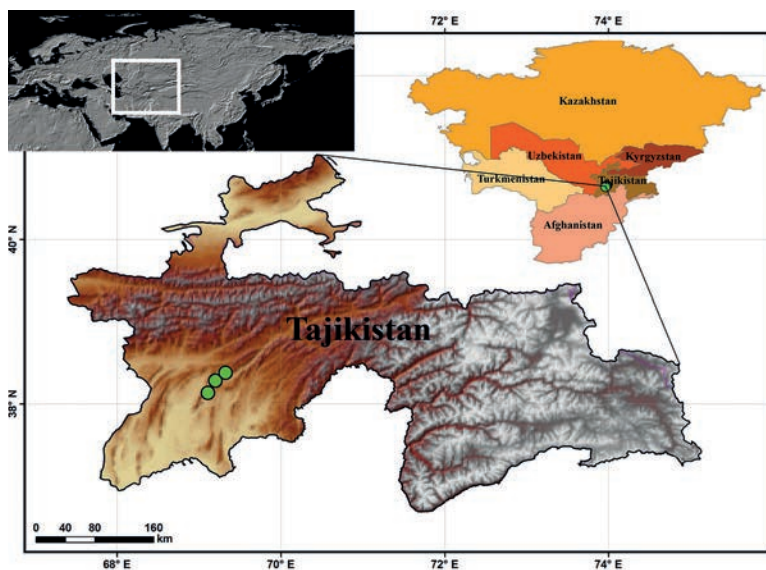 72° E
74° E
Kazakhstan
Uzbekistan
Kyrgyzstan
Turkmenistan
Tajikistan
Afghanistan
40° N
Tajikistan
38° N
0 40 80 160
km
68° E
70° E
72° E
74° E